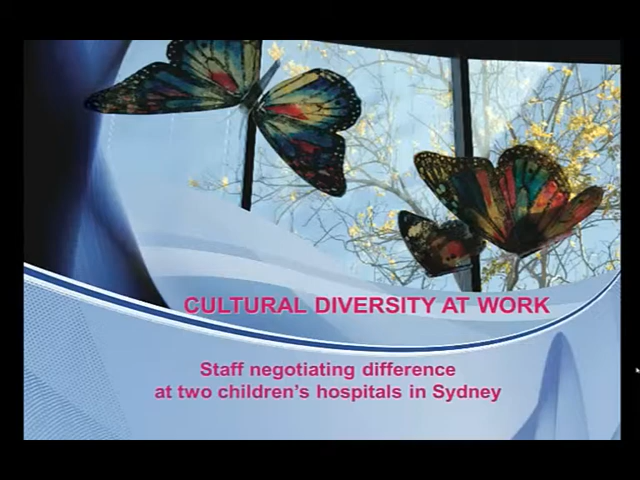 CULTURAL DIVERSITY AT WORK
Staff negotiating difference
at two children's hospitals in Sydney